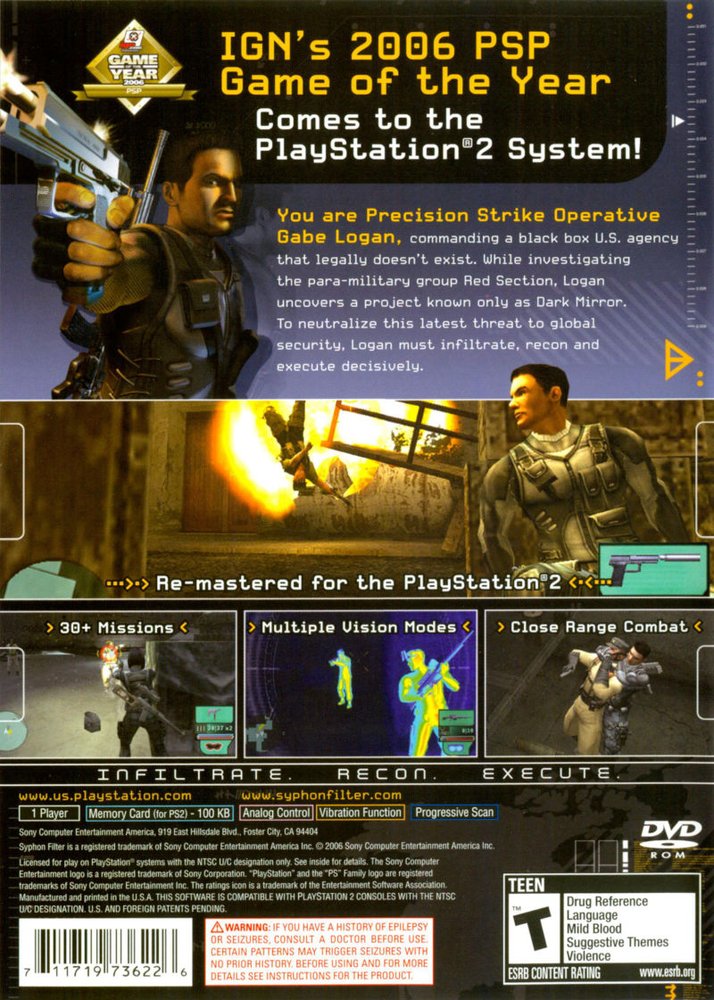 GAME
OF THE
YEAR
2006
PSP
IGN's 2006 PSP
Game of the Year
Comes to the
PlayStation®2 System!
You are Precision Strike Operative
Gabe Logan, commanding a black box U.S. agency
that legally doesn't exist. While investigating
the para-military group Red Section, Logan
uncovers a project known only as Dark Mirror.
To neutralize this latest threat to global
security, Logan must infiltrate, recon and
execute decisively.
Re-mastered for the PlayStation®2
30+ Missions
Multiple Vision Modes
Close Range Combat
INFILTRATE. RECON. EXECUTE.
www.us.playstation.com www.syphonfilter.com
1 Player Memory Card (for PS2) - 100 KB Analog Control Vibration Function Progressive Scan
Sony Computer Entertainment America, 919 East Hillsdale Blvd., Foster City, CA 94404
Syphon Filter is a registered trademark of Sony Computer Entertainment America Inc. © 2006 Sony Computer Entertainment America Inc.
Licensed for play on PlayStation® systems with the NTSC U/C designation only. See inside for details. The Sony Computer
Entertainment logo is a registered trademark of Sony Corporation. "PlayStation" and the "PS" Family logo are registered
trademarks of Sony Computer Entertainment Inc. The ratings icon is a trademark of the Entertainment Software Association.
Manufactured and printed in the U.S.A. THIS SOFTWARE IS COMPATIBLE WITH PLAYSTATION 2 CONSOLES WITH THE NTSC
U/C DESIGNATION. U.S. AND FOREIGN PATENTS PENDING.
DVD
ROM
WARNING: IF YOU HAVE A HISTORY OF EPILEPSY
OR SEIZURES, CONSULT A DOCTOR BEFORE USE.
CERTAIN PATTERNS MAY TRIGGER SEIZURES WITH
NO PRIOR HISTORY. BEFORE USING AND FOR MORE
DETAILS SEE INSTRUCTIONS FOR THE PRODUCT.
7 11719 73622 6
TEEN
T
TM
Drug Reference
Language
Mild Blood
Suggestive Themes
Violence
ESRB CONTENT RATING www.esrb.org
3